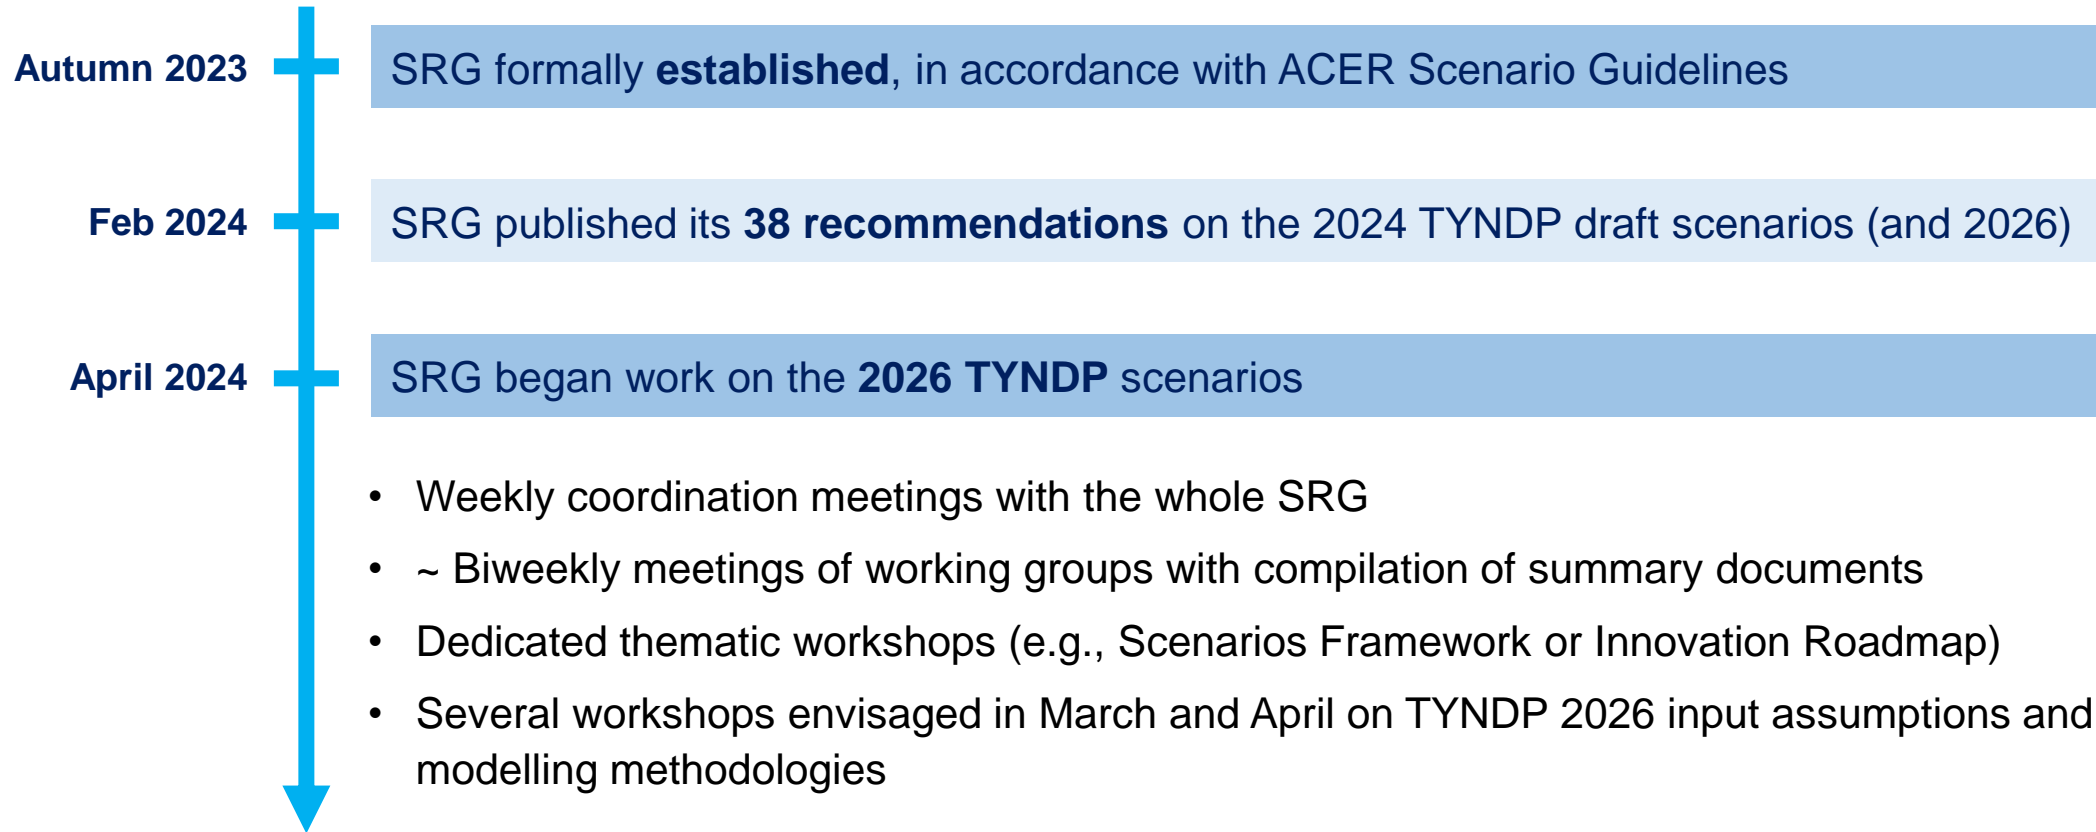 Autumn 2023
SRG formally established, in accordance with ACER Scenario Guidelines
Feb 2024
SRG published its 38 recommendations on the 2024 TYNDP draft scenarios (and 2026)
April 2024
SRG began work on the 2026 TYNDP scenarios
• Weekly coordination meetings with the whole SRG
• ~ Biweekly meetings of working groups with compilation of summary documents
• Dedicated thematic workshops (e.g., Scenarios Framework or Innovation Roadmap)
• Several workshops envisaged in March and April on TYNDP 2026 input assumptions and
modelling methodologies